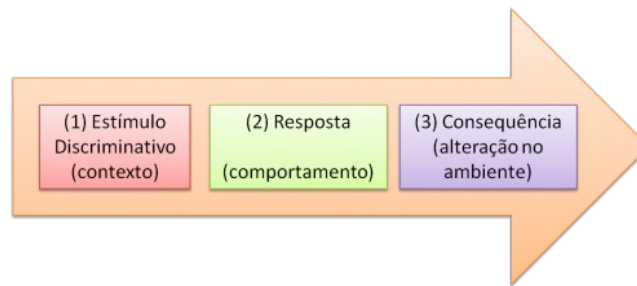 (1) Estímulo
Discriminativo
(contexto)
(2) Resposta
(comportamento)
(3) Consequência
(alteração no
ambiente)